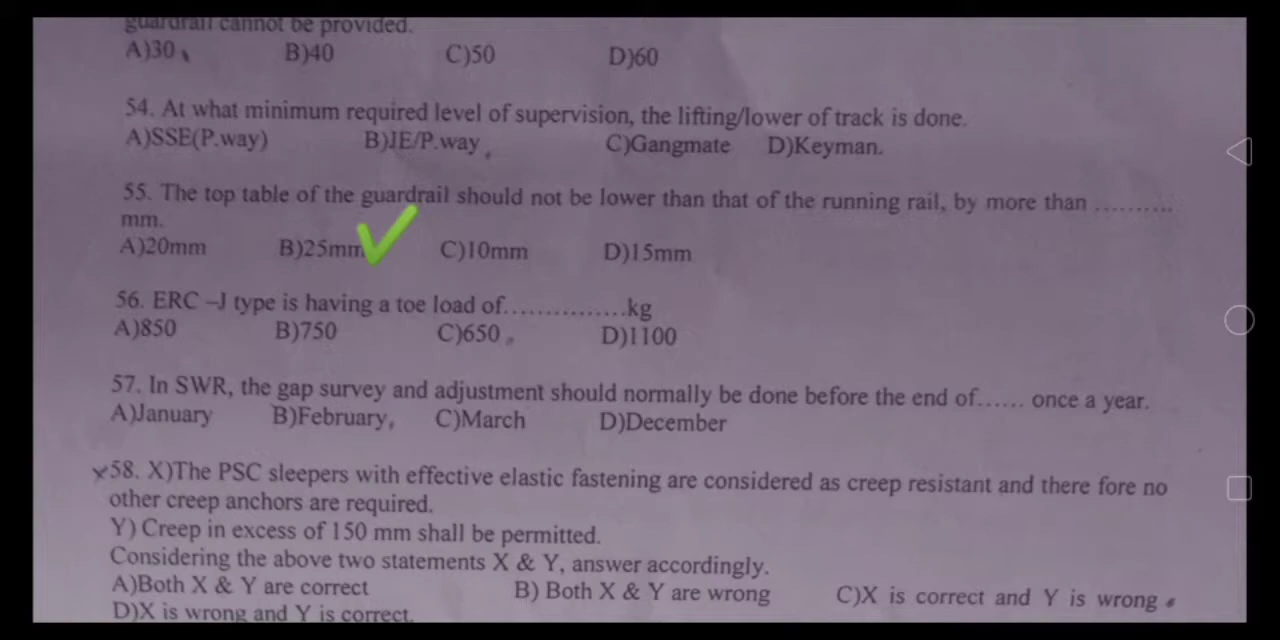 guardrail cannot be provided.
A)30 B)40 C)50 D)60
54. At what minimum required level of supervision, the lifting/lower of track is done.
A)SSE(P.way) B)JE/P.way C)Gangmate D)Keyman.
55. The top table of the guardrail should not be lower than that of the running rail, by more than ..........
mm.
A)20mm B)25mm C)10mm D)15mm
56. ERC –J type is having a toe load of...............kg
A)850 B)750 C)650 D)1100
57. In SWR, the gap survey and adjustment should normally be done before the end of...... once a year.
A)January B)February, C)March D)December
58. X)The PSC sleepers with effective elastic fastening are considered as creep resistant and there fore no
other creep anchors are required.
Y) Creep in excess of 150 mm shall be permitted.
Considering the above two statements X & Y, answer accordingly.
A)Both X & Y are correct B) Both X & Y are wrong C)X is correct and Y is wrong
D)X is wrong and Y is correct.